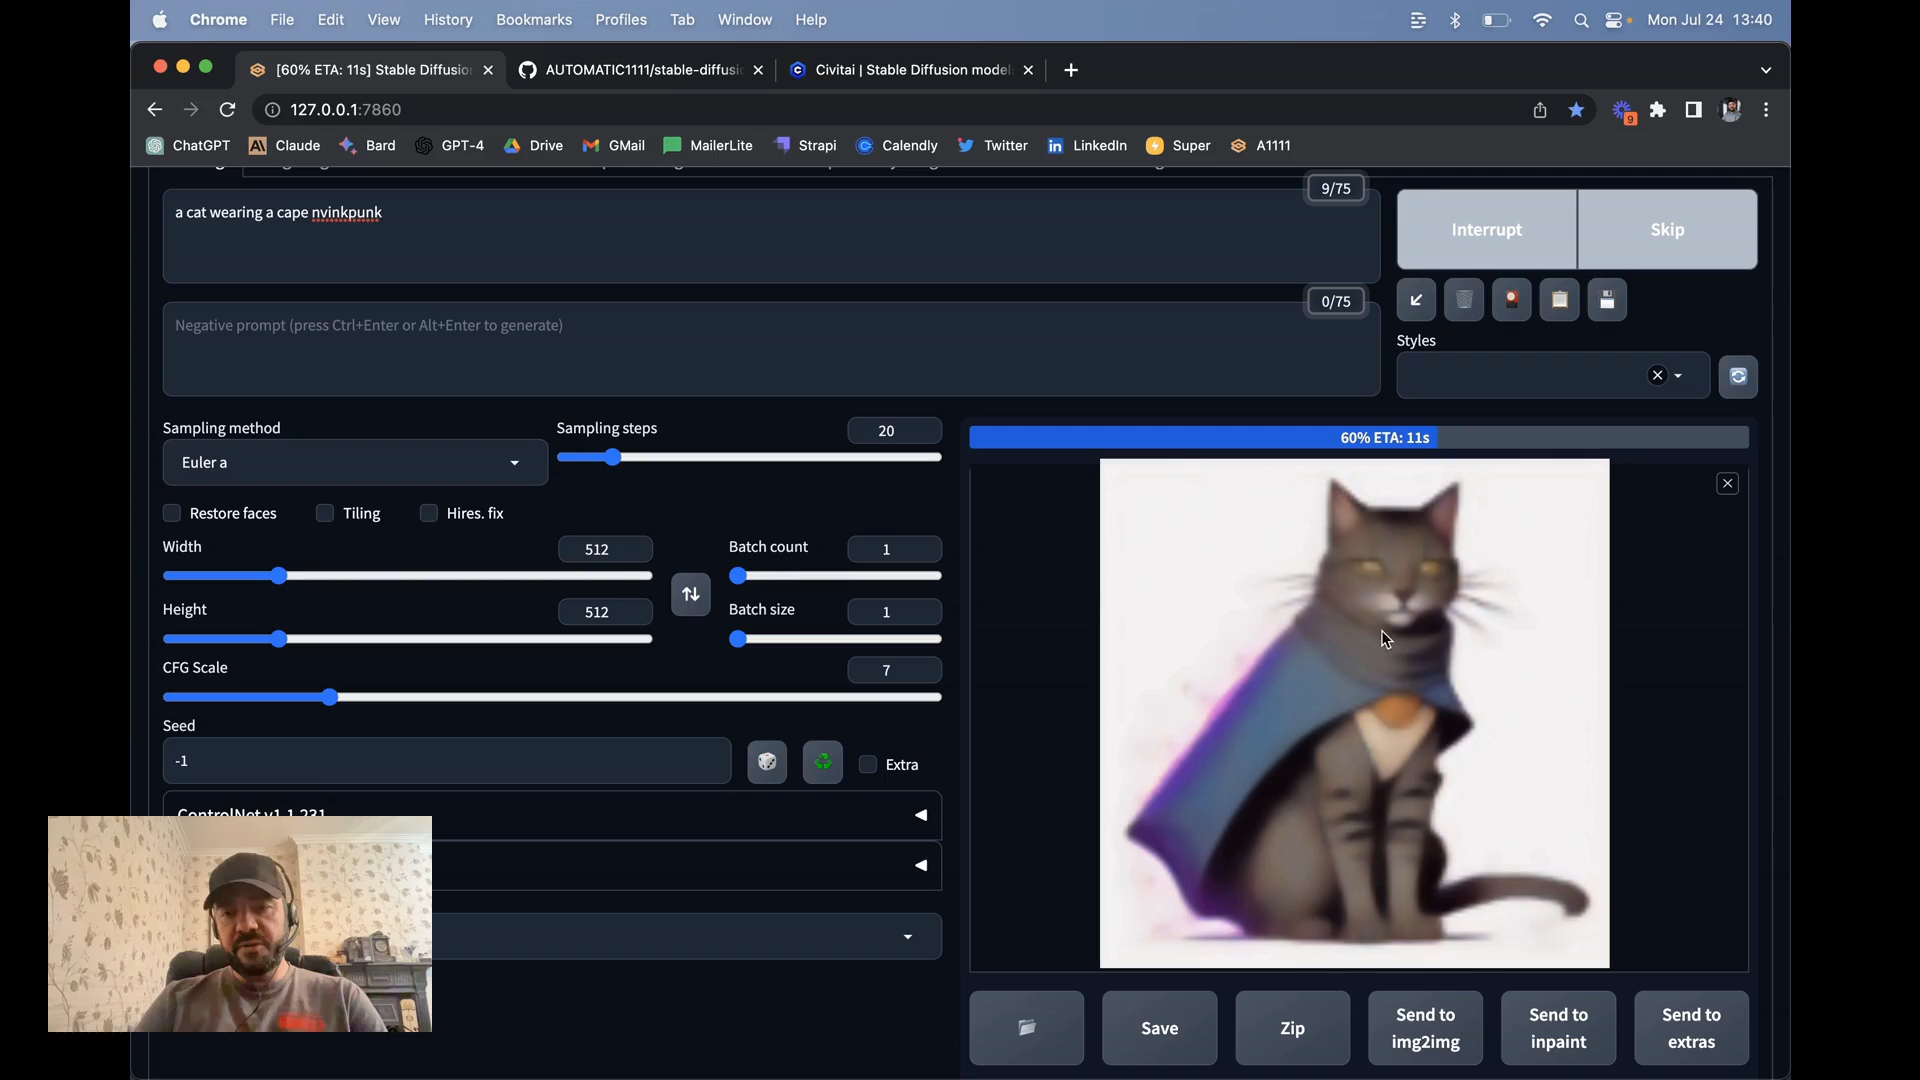 Chrome File Edit View History Bookmarks Profiles Tab Window Help Mon Jul 24 13:40
[60% ETA: 11s] Stable Diffusio AUTOMATIC1111/stable-diffusi Civitai | Stable Diffusion model
127.0.0.1:7860 9
ChatGPT Claude Bard GPT-4 Drive GMail MailerLite Strapi Calendly Twitter LinkedIn Super A1111
9/75
a cat wearing a cape nvinkpunk
Interrupt Skip
0/75
Negative prompt (press Ctrl+Enter or Alt+Enter to generate)
Styles
Sampling method Sampling steps 20
60% ETA: 11s
Euler a
Restore faces Tiling Hires. fix
Width 512 Batch count 1
Height 512 Batch size 1
CFG Scale 7
Seed
-1 Extra
ControlNet v1.1.231
Save Zip Send to img2img Send to inpaint Send to extras